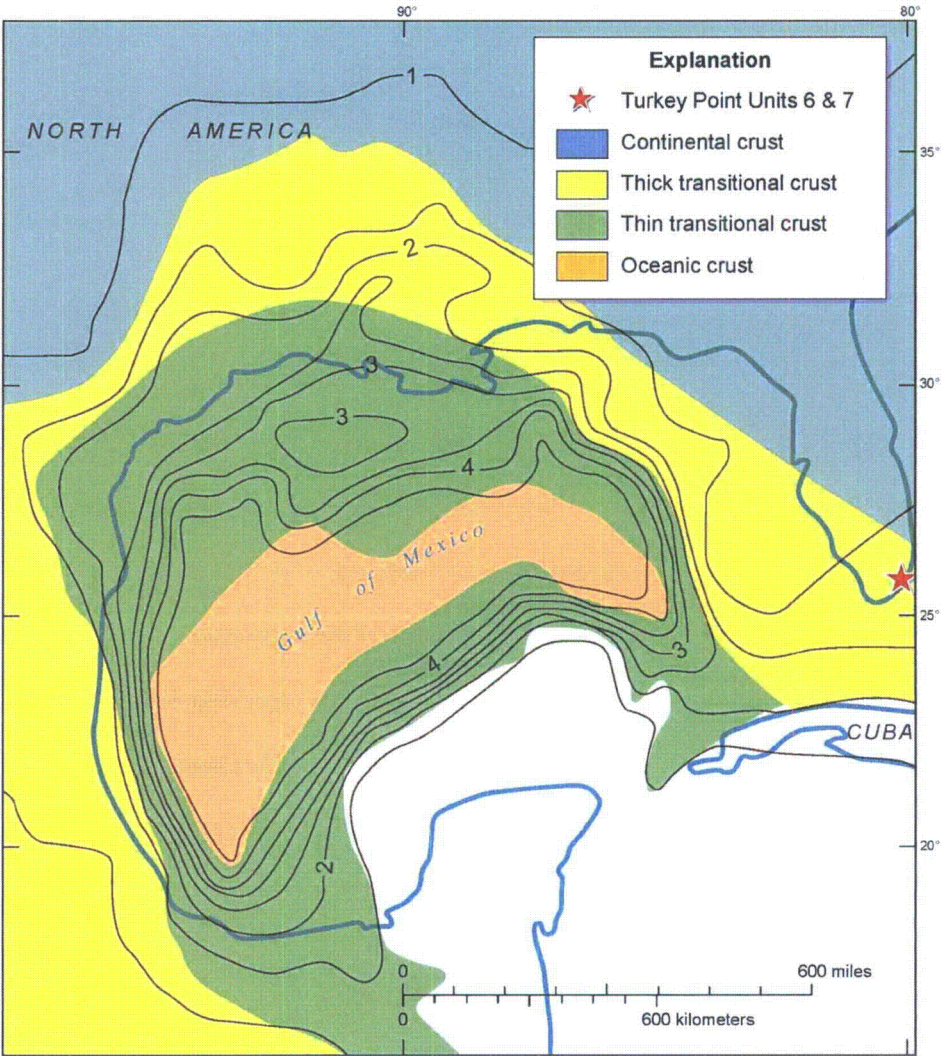 90°
80°
Explanation
Turkey Point Units 6 & 7
Continental crust
Thick transitional crust
Thin transitional crust
Oceanic crust
1
NORTH AMERICA
35°
2
30°
3
3
4
Gulf of Mexico
25°
3
4
CUBA
20°
2
0
600 miles
0
600 kilometers